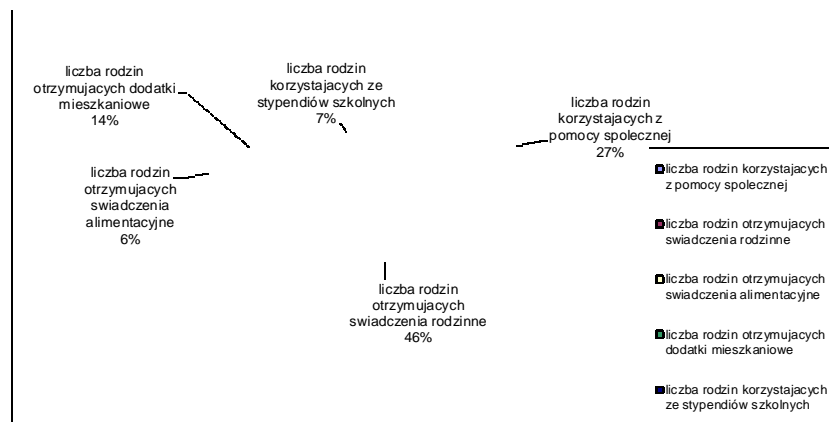 liczba rodzin
otrzymujacych dodatki
mieszkaniowe
14%
liczba rodzin
korzystajacych ze
stypendiów szkolnych
7%
liczba rodzin
korzystajacych z
pomocy spolecznej
27%
liczba rodzin
otrzymujacych
swiadczenia
alimentacyjne
6%
liczba rodzin
otrzymujacych
swiadczenia rodzinne
46%
liczba rodzin korzystajacych
z pomocy spolecznej
liczba rodzin otrzymujacych
swiadczenia rodzinne
liczba rodzin otrzymujacych
swiadczenia alimentacyjne
liczba rodzin otrzymujacych
dodatki mieszkaniowe
liczba rodzin korzystajacych
ze stypendiów szkolnych